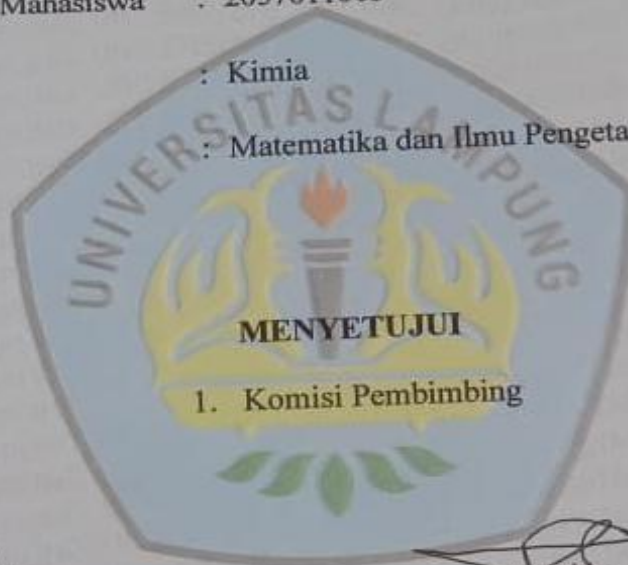 Mahasiswa :
: Kimia
: Matematika dan Ilmu Pengeta
UNIVERSITAS LAMPUNG
MENYETUJUI
1. Komisi Pembimbing